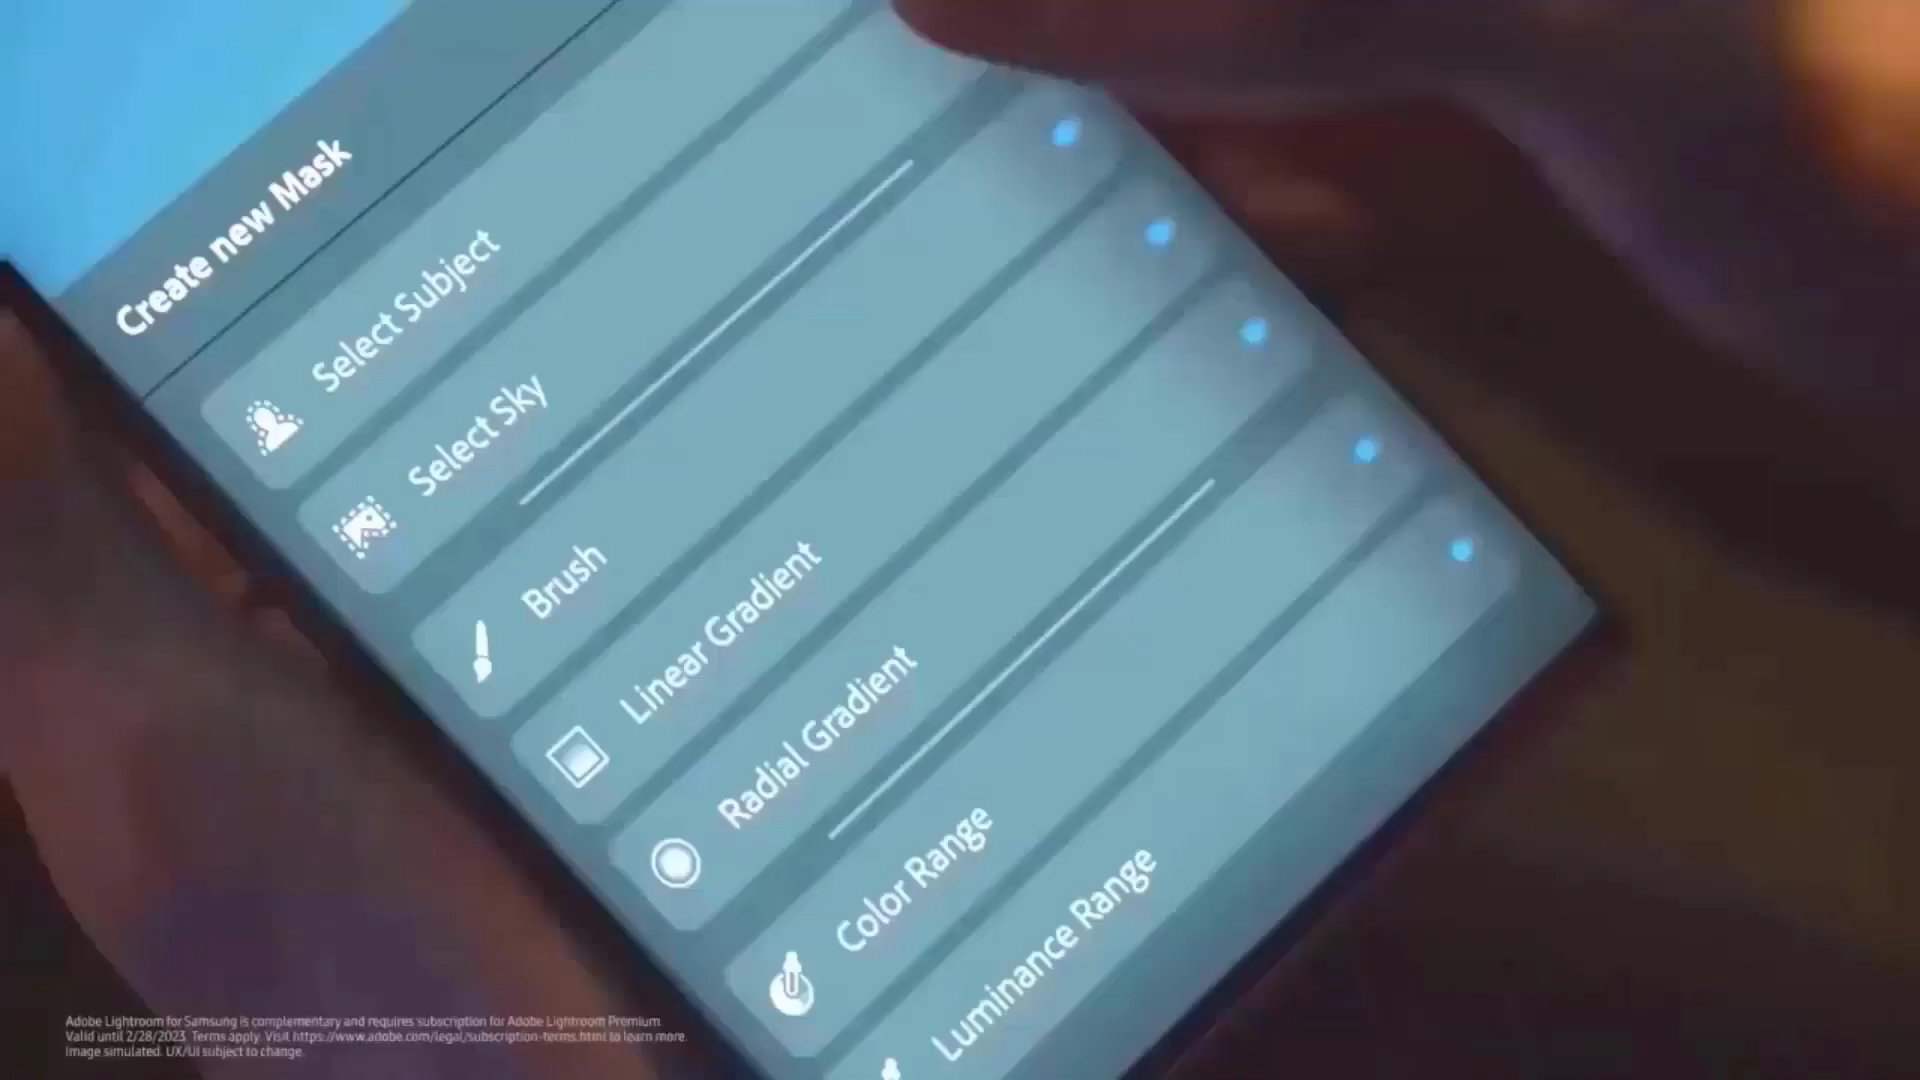 Create new Mask
Select Subject
Select Sky
Brush
Linear Gradient
Radial Gradient
Color Range
Luminance Range
Adobe Lightroom for Samsung is complementary and requires subscription for Adobe Lightroom Premium.
Valid until 2/28/2023. Terms apply. Visit https://www.adobe.com/legal/subscription-terms.html to learn more.
Image simulated. UX/UI subject to change.